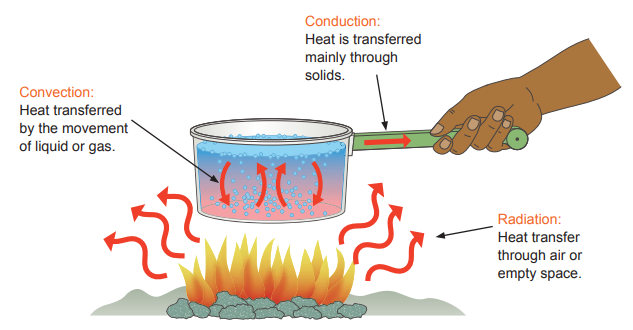 Conduction:
Heat is transferred
mainly through
solids.
Convection:
Heat transferred
by the movement
of liquid or gas.
Radiation:
Heat transfer
through air or
empty space.